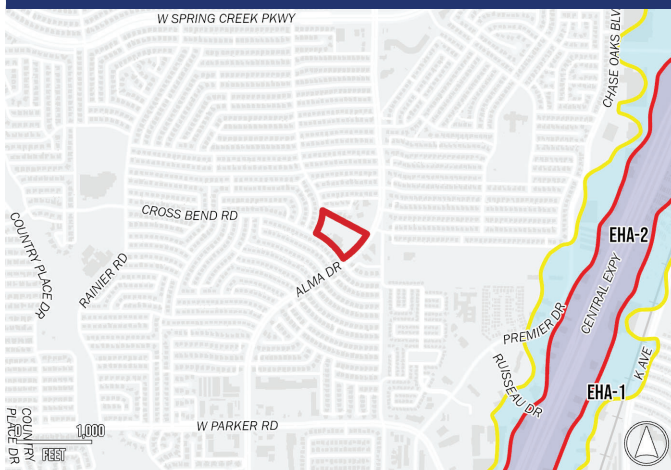 W SPRING CREEK PKWY
CHASE OAKS BLV
CROSS BEND RD
COUNTRY PLACE DR
RAINIER RD
ALMA DR
EHA-2
CENTRAL EXPY
PREMIER DR
RUISSEAU DR
K AVE
EHA-1
COUNTRY
PLACE DR
W PARKER RD
0 1,000
FEET